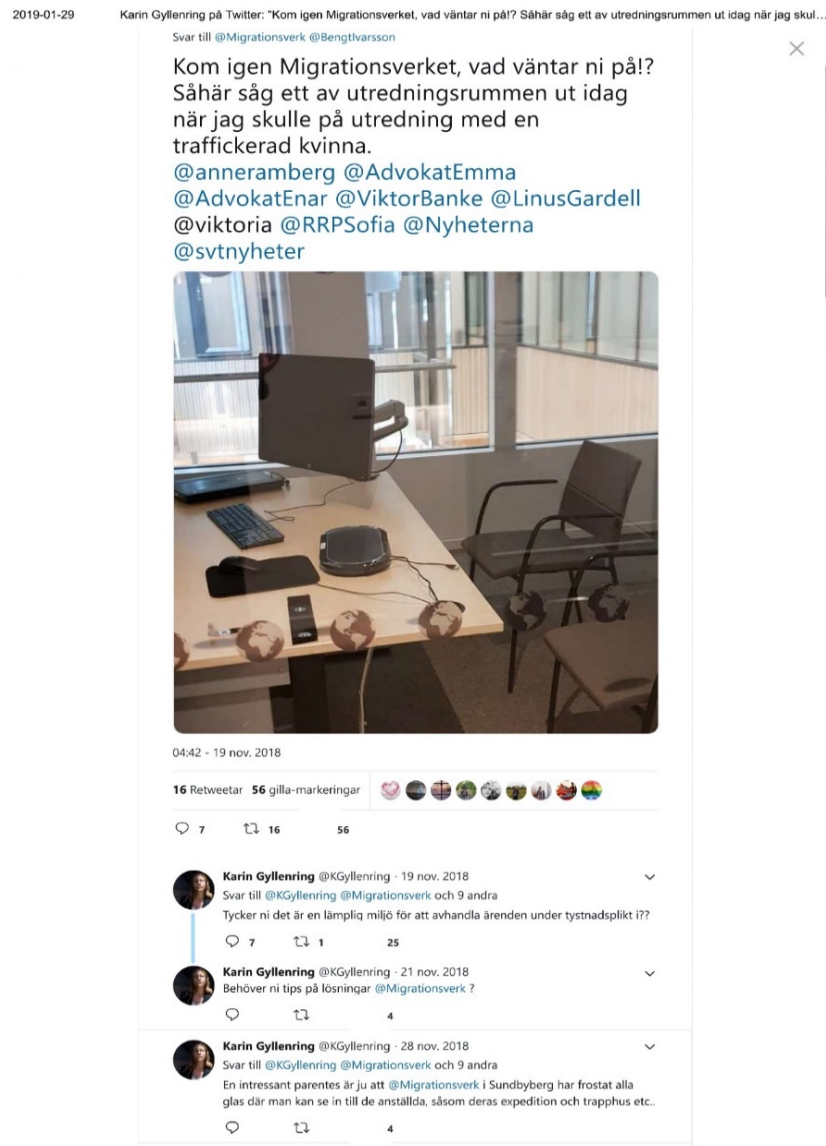 2019-01-29 Karin Gyllenring på Twitter: "Kom igen Migrationsverket, vad väntar ni på!? Såhär såg ett av utredningsrummen ut idag när jag skul…
Svar till @Migrationsverk @BengtIvarsson
Kom igen Migrationsverket, vad väntar ni på!?
Såhär såg ett av utredningsrummen ut idag
när jag skulle på utredning med en
traffickerad kvinna.
@anneramberg @AdvokatEmma
@AdvokatEnar @ViktorBanke @LinusGardell
@viktoria @RRPSofia @Nyheterna
@svtnyheter
04:42 - 19 nov. 2018
16 Retweetar 56 gilla-markeringar
7 16 56
Karin Gyllenring @KGyllenring · 19 nov. 2018
Svar till @KGyllenring @Migrationsverk och 9 andra
Tycker ni det är en lämplig miljö för att avhandla ärenden under tystnadsplikt i??
7 1 25
Karin Gyllenring @KGyllenring · 21 nov. 2018
Behöver ni tips på lösningar @Migrationsverk ?
4
Karin Gyllenring @KGyllenring · 28 nov. 2018
Svar till @KGyllenring @Migrationsverk och 9 andra
En intressant parentes är ju att @Migrationsverk i Sundbyberg har frostat alla
glas där man kan se in till de anställda, såsom deras expedition och trapphus etc..
4